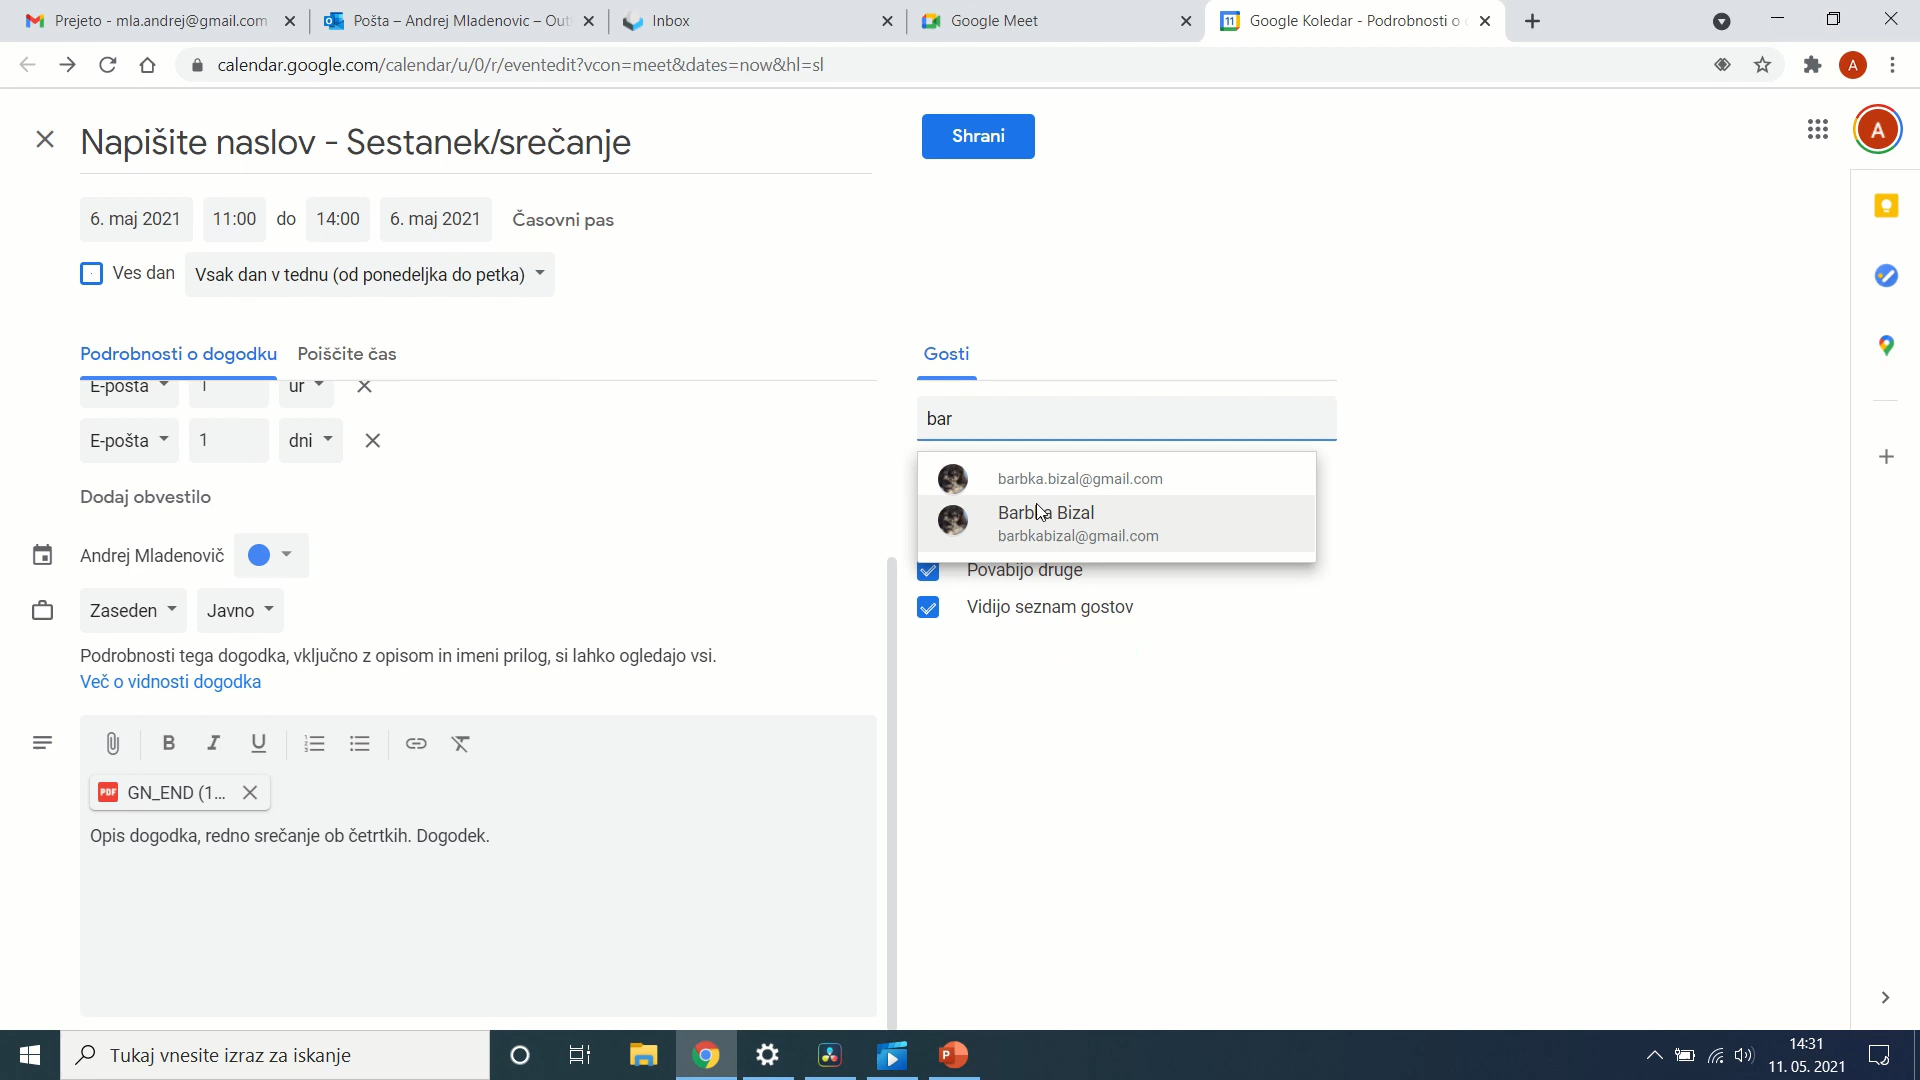 Prejeto - mla.andrej@gmail.com
Pošta – Andrej Mladenovic – Out
Inbox
Google Meet
Google Koledar - Podrobnosti o
calendar.google.com/calendar/u/0/r/eventedit?vcon=meet&dates=now&hl=sl
A
Napišite naslov - Sestanek/srečanje
Shrani
A
6. maj 2021
11:00
do
14:00
6. maj 2021
Časovni pas
Ves dan
Vsak dan v tednu (od ponedeljka do petka)
Podrobnosti o dogodku
Poiščite čas
Gosti
E-pošta
1
ur
bar
E-pošta
1
dni
barbka.bizal@gmail.com
Dodaj obvestilo
Barbka Bizal
barbkabizal@gmail.com
Andrej Mladenovič
Povabijo druge
Zaseden
Javno
Vidijo seznam gostov
Podrobnosti tega dogodka, vključno z opisom in imeni prilog, si lahko ogledajo vsi.
Več o vidnosti dogodka
B
I
U
PDF
GN_END (1...
Opis dogodka, redno srečanje ob četrtkih. Dogodek.
Tukaj vnesite izraz za iskanje
14:31
11. 05. 2021